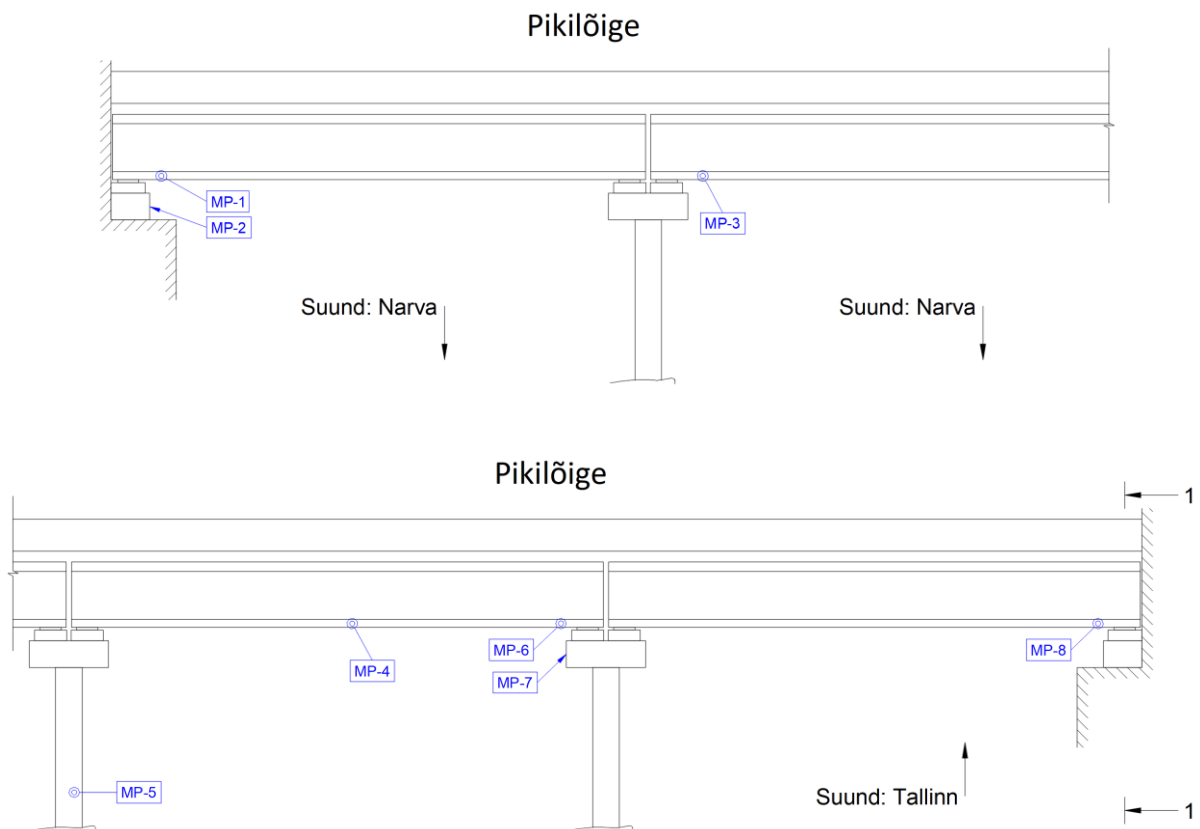 Pikilõige
MP-1
MP-2
MP-3
Suund: Narva
Suund: Narva
Pikilõige
1
MP-4
MP-6
MP-7
MP-8
MP-5
Suund: Tallinn
1